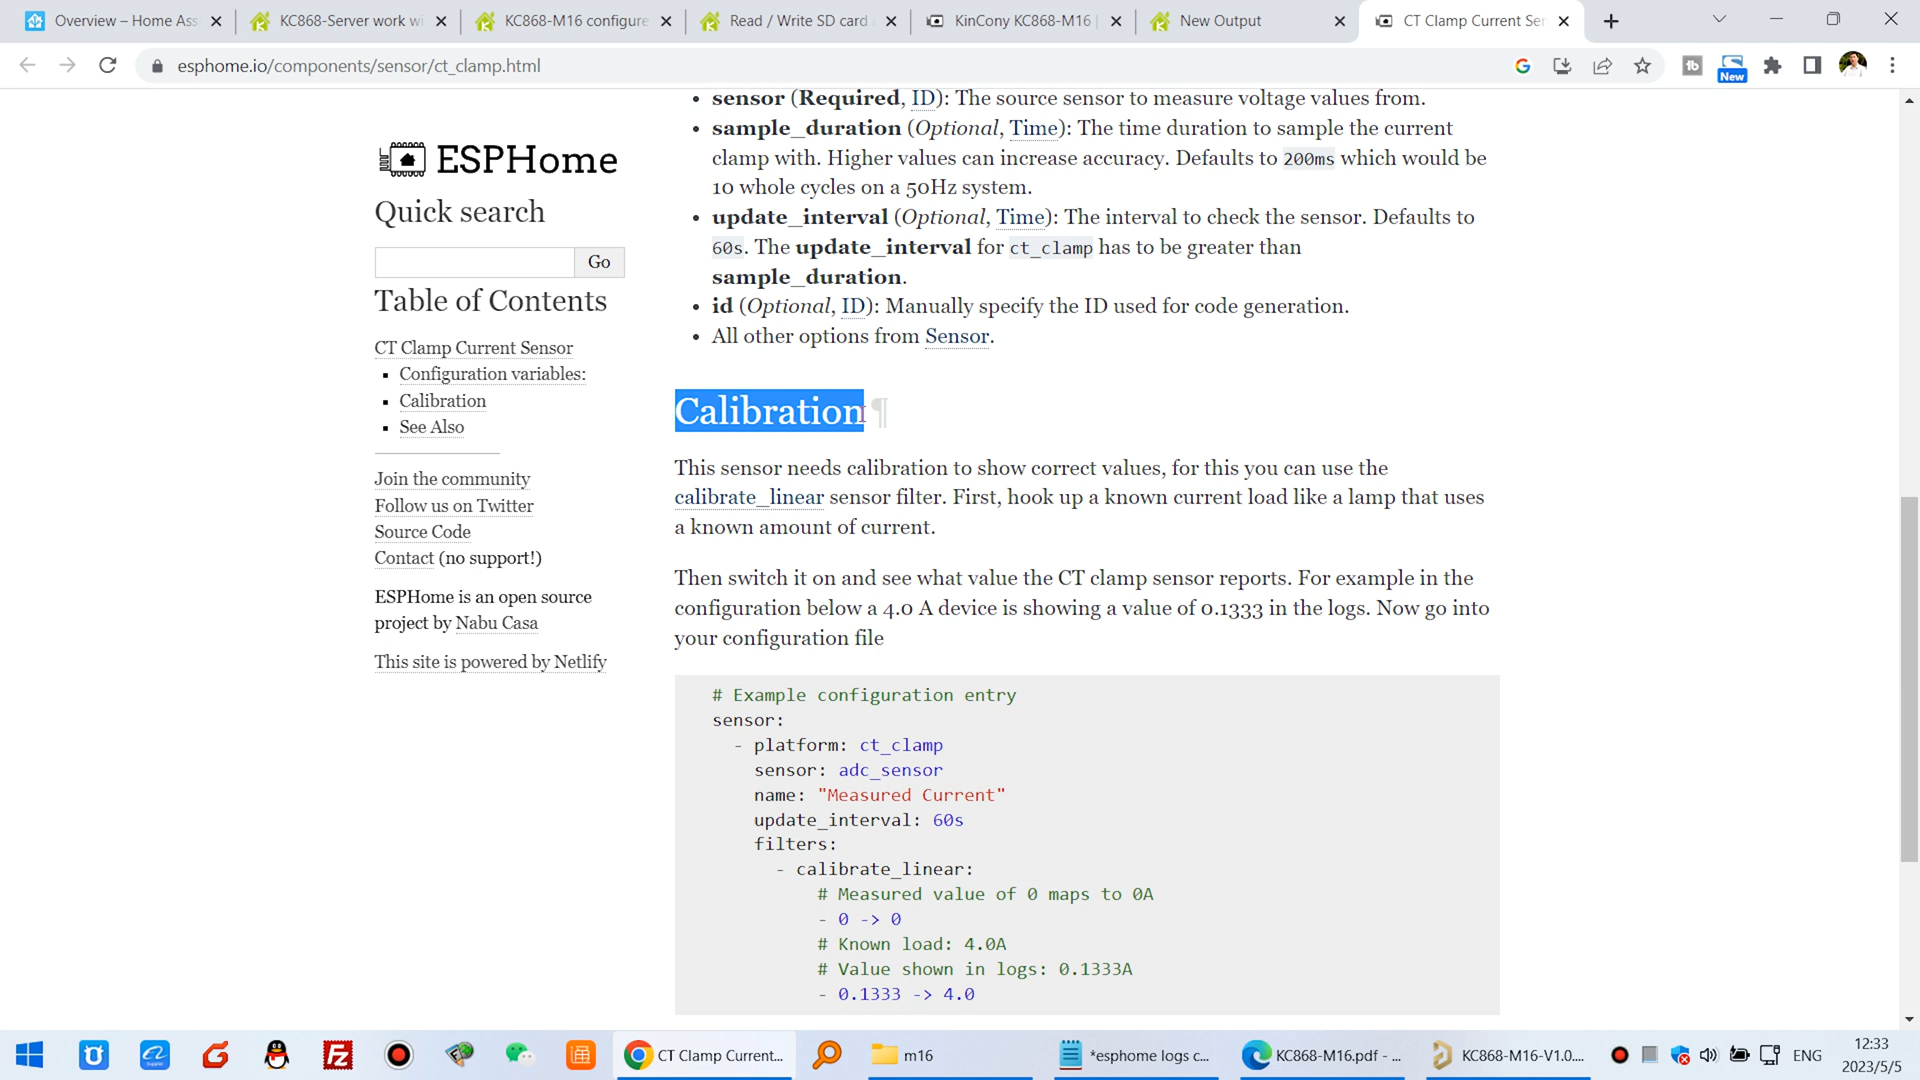 Overview – Home Ass
KC868-Server work wi
KC868-M16 configure
Read / Write SD card
KinCony KC868-M16 |
New Output
CT Clamp Current Sen
esphome.io/components/sensor/ct_clamp.html
New
ESPHome
Quick search
Go
Table of Contents
CT Clamp Current Sensor
Configuration variables:
Calibration
See Also
Join the community
Follow us on Twitter
Source Code
Contact (no support!)
ESPHome is an open source
project by Nabu Casa
This site is powered by Netlify
• sensor (Required, ID): The source sensor to measure voltage values from.
• sample_duration (Optional, Time): The time duration to sample the current
clamp with. Higher values can increase accuracy. Defaults to 200ms which would be
10 whole cycles on a 50Hz system.
• update_interval (Optional, Time): The interval to check the sensor. Defaults to
60s. The update_interval for ct_clamp has to be greater than
sample_duration.
• id (Optional, ID): Manually specify the ID used for code generation.
• All other options from Sensor.
Calibration ¶
This sensor needs calibration to show correct values, for this you can use the
calibrate_linear sensor filter. First, hook up a known current load like a lamp that uses
a known amount of current.
Then switch it on and see what value the CT clamp sensor reports. For example in the
configuration below a 4.0 A device is showing a value of 0.1333 in the logs. Now go into
your configuration file
# Example configuration entry
sensor:
- platform: ct_clamp
sensor: adc_sensor
name: "Measured Current"
update_interval: 60s
filters:
- calibrate_linear:
# Measured value of 0 maps to 0A
- 0 -> 0
# Known load: 4.0A
# Value shown in logs: 0.1333A
- 0.1333 -> 4.0
CT Clamp Current...
m16
*esphome logs c...
KC868-M16.pdf - ...
KC868-M16-V1.0....
ENG
12:33
2023/5/5